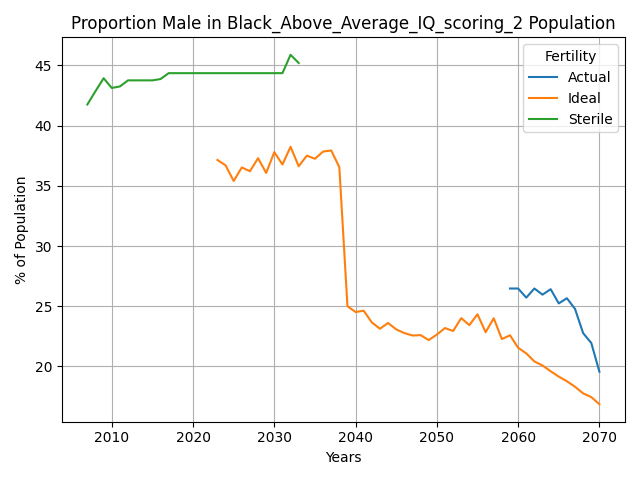 Proportion Male in Black_Above_Average_IQ_scoring_2 Population
Fertility
Actual
Ideal
Sterile
% of Population
45
40
35
30
25
20
2010 2020 2030 2040 2050 2060 2070
Years